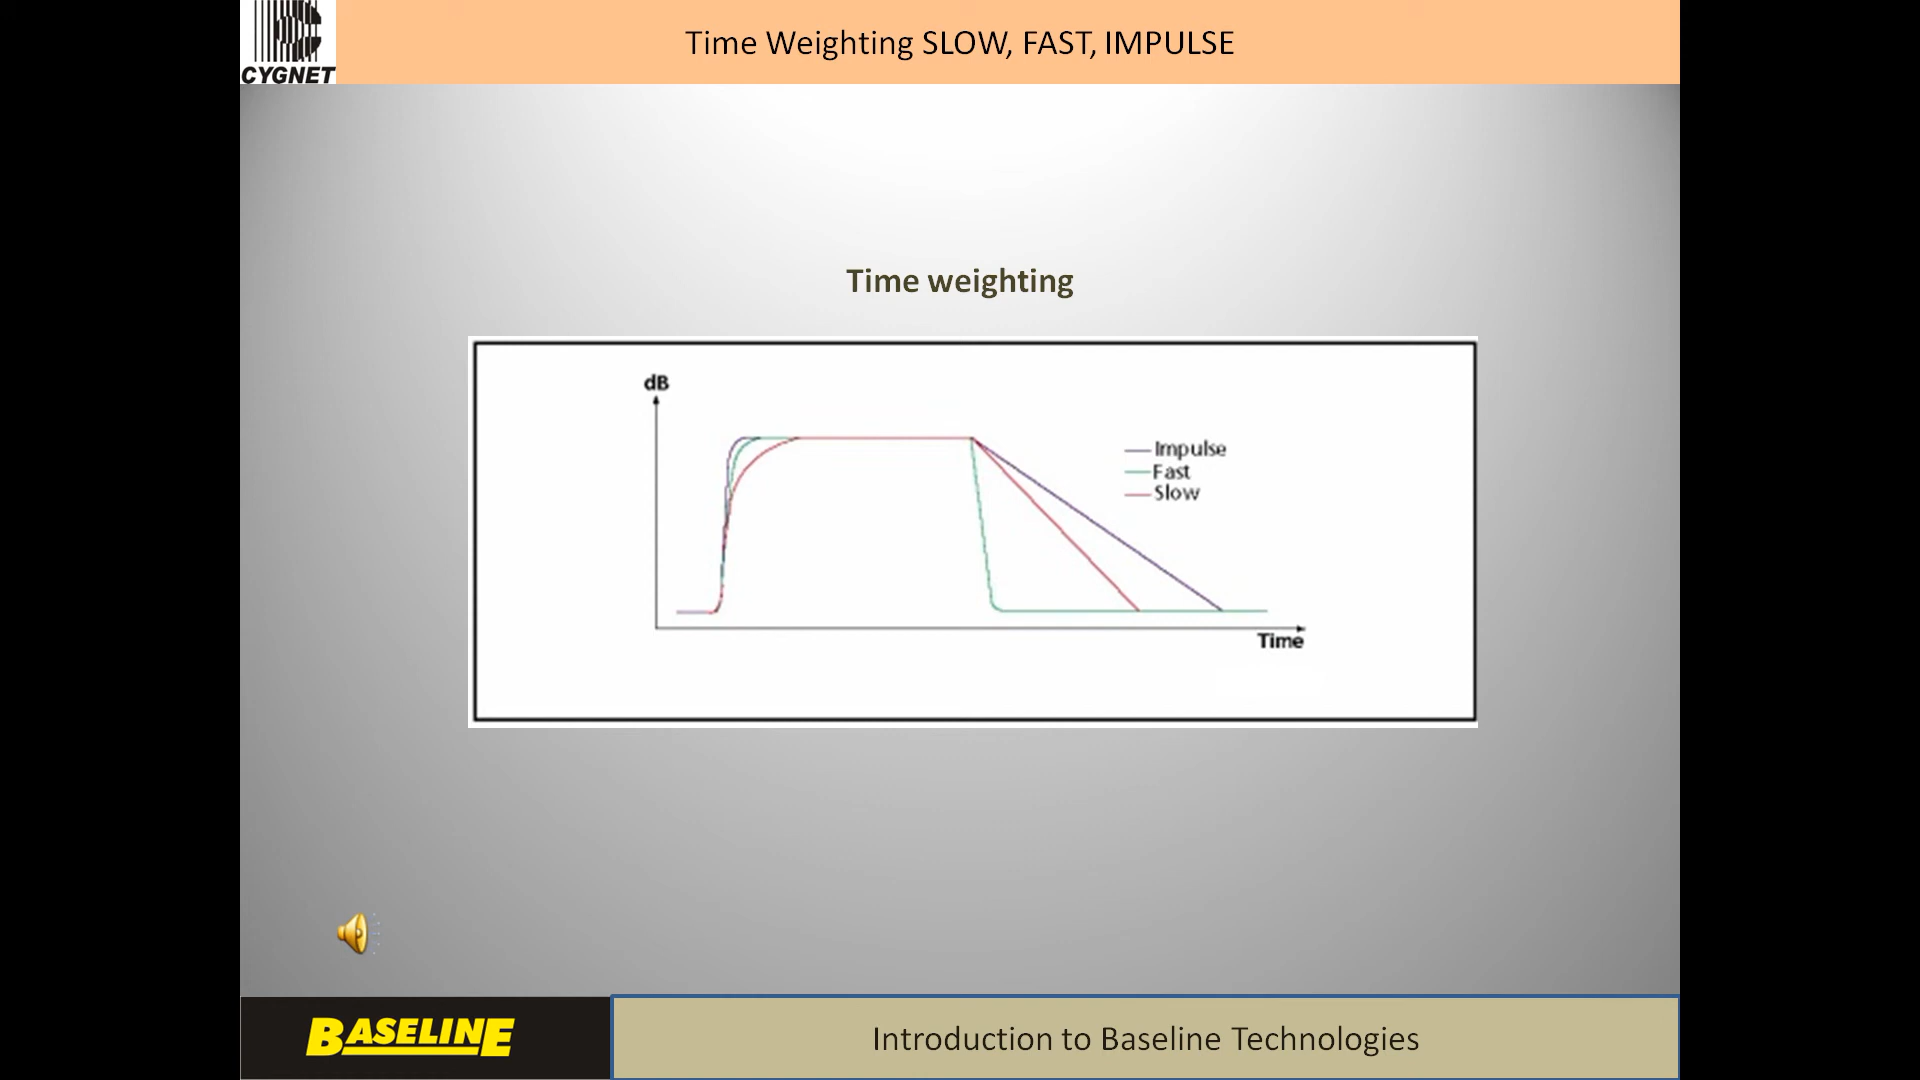 CYGNET
Time Weighting SLOW, FAST, IMPULSE
Time weighting
dB
Impulse
Fast
Slow
Time
BASELINE
Introduction to Baseline Technologies